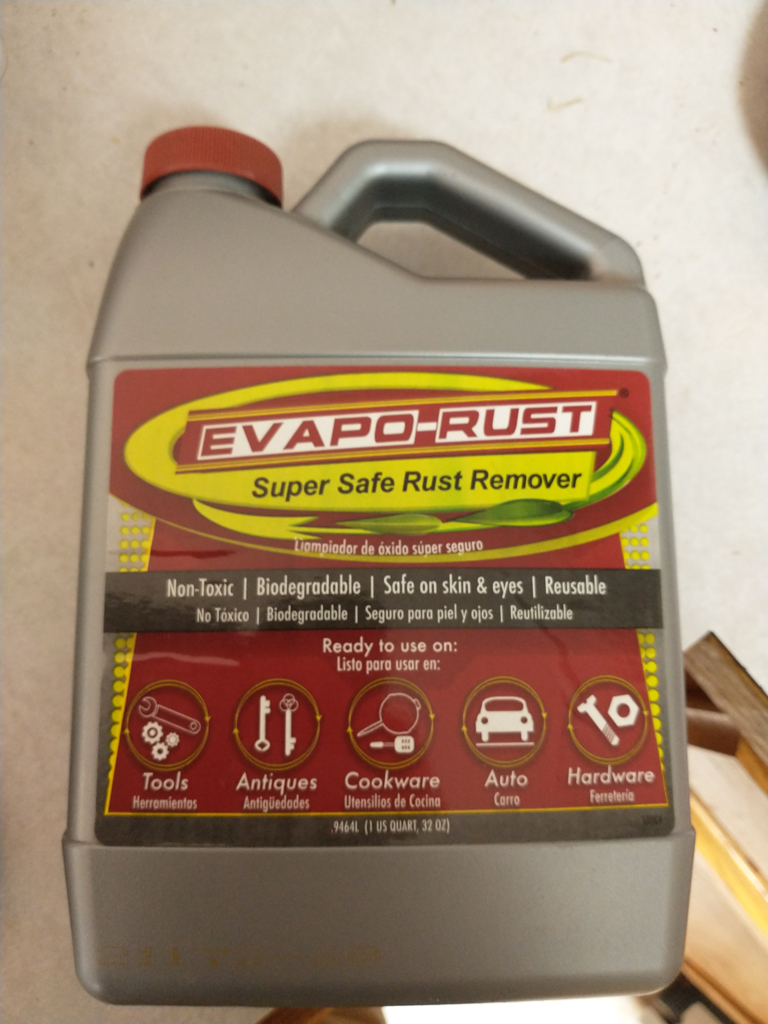 EVAPO-RUST®
Super Safe Rust Remover
Liampiador de óxido súper seguro
Non-Toxic | Biodegradable | Safe on skin & eyes | Reusable
No Tóxico | Biodegradable | Seguro para piel y ojos | Reutilizable
Ready to use on:
Listo para usar en:
Tools Antiques Cookware Auto Hardware
Herramientas Antigüedades Utensilios de Cocina Carro Ferretería
.9464L (1 US QUART, 32 OZ)